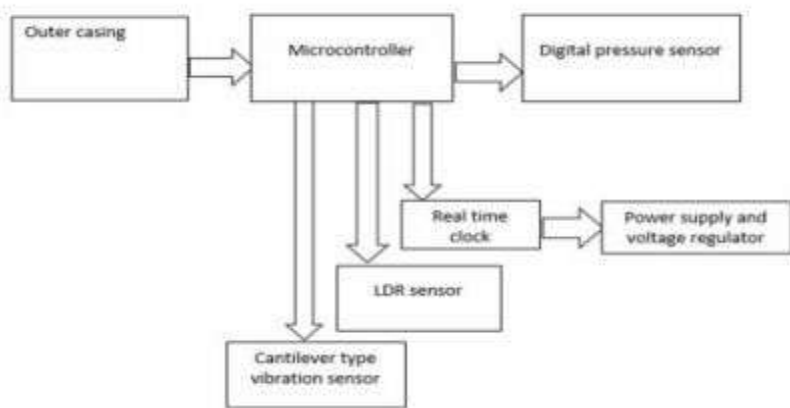 Outer casing
Microcontroller
Digital pressure sensor
Real time
clock
Power supply and
voltage regulator
LDR sensor
Cantilever type
vibration sensor